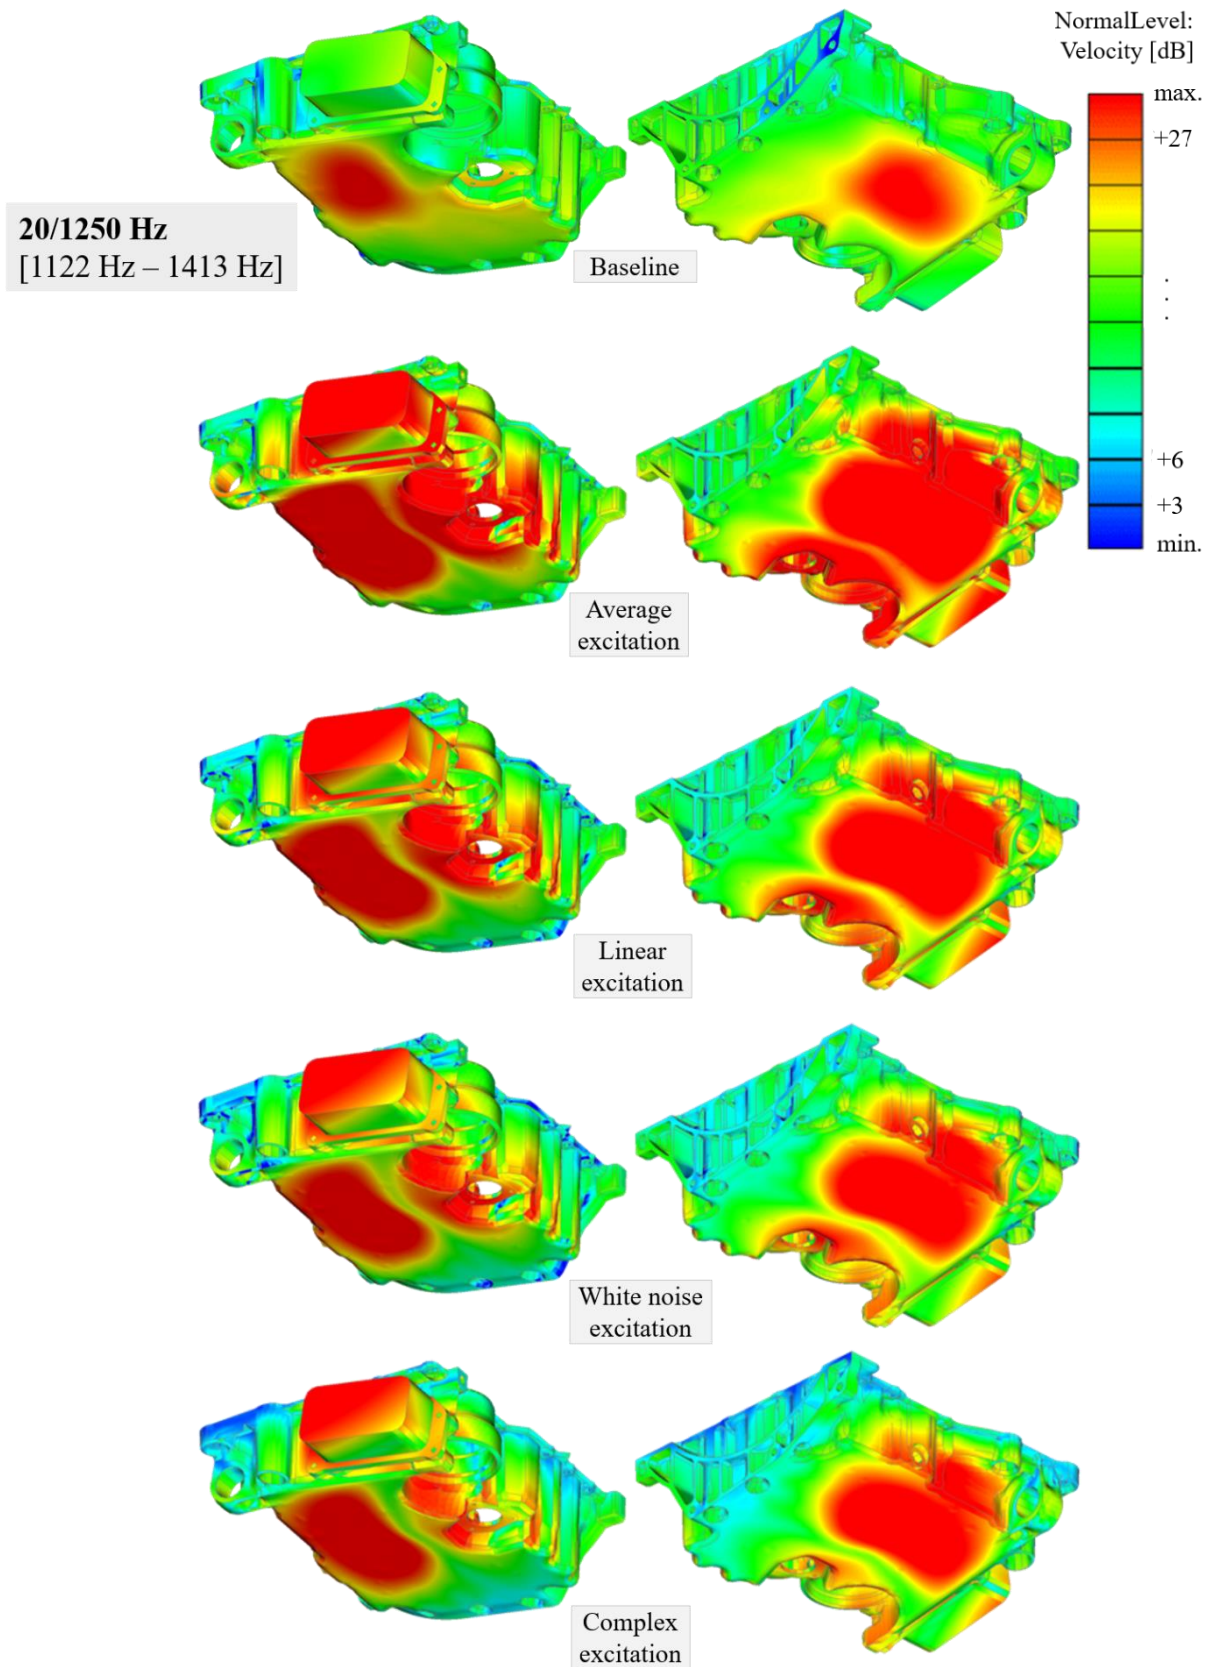 NormalLevel:
Velocity [dB]
max.
+27
.
.
.
+6
+3
min.
20/1250 Hz
[1122 Hz – 1413 Hz]
Baseline
Average
excitation
Linear
excitation
White noise
excitation
Complex
excitation